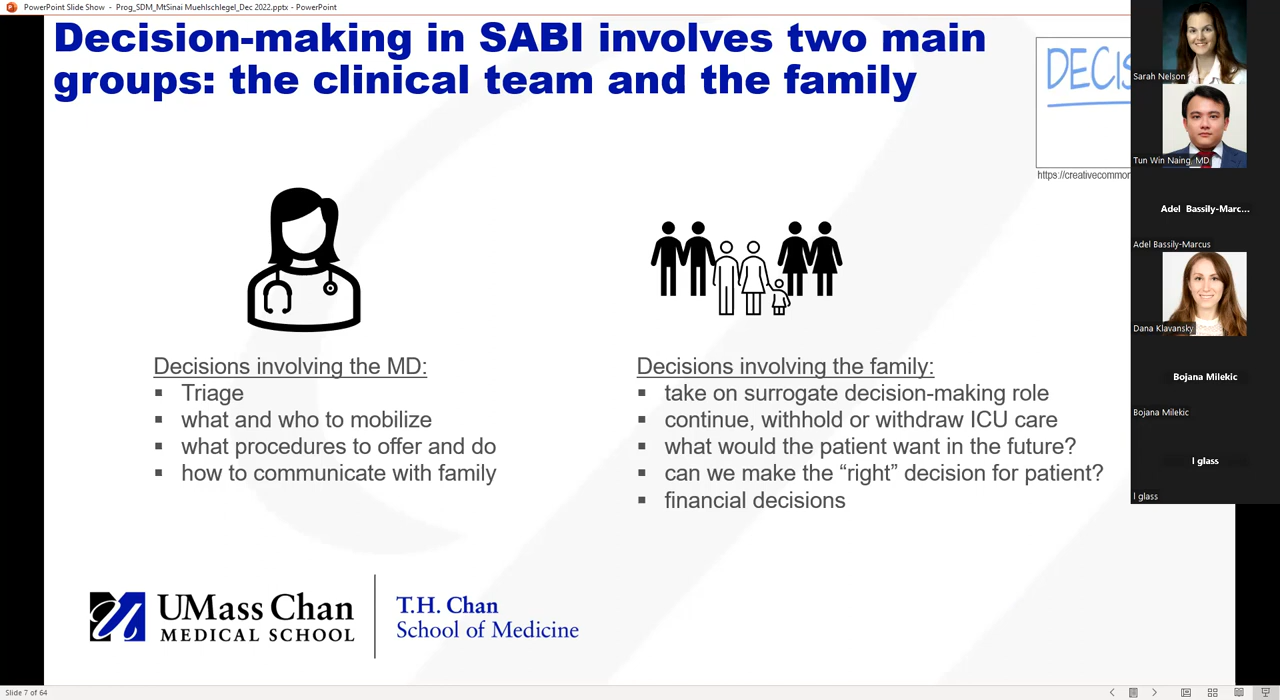 PowerPoint Slide Show - Prog_SDM_MtSinai Muehlschlegel_Dec 2022.pptx - PowerPoint
Decision-making in SABI involves two main
groups: the clinical team and the family
DECIS
https://creativecommon
Decisions involving the MD:
▪ Triage
▪ what and who to mobilize
▪ what procedures to offer and do
▪ how to communicate with family
Decisions involving the family:
▪ take on surrogate decision-making role
▪ continue, withhold or withdraw ICU care
▪ what would the patient want in the future?
▪ can we make the “right” decision for patient?
▪ financial decisions
UMass Chan
MEDICAL SCHOOL
T.H. Chan
School of Medicine
Sarah Nelson
Tun Win Naing, MD
Adel Bassily-Marc...
Adel Bassily-Marcus
Dana Klavansky
Bojana Milekic
Bojana Milekic
I glass
I glass
Slide 7 of 64